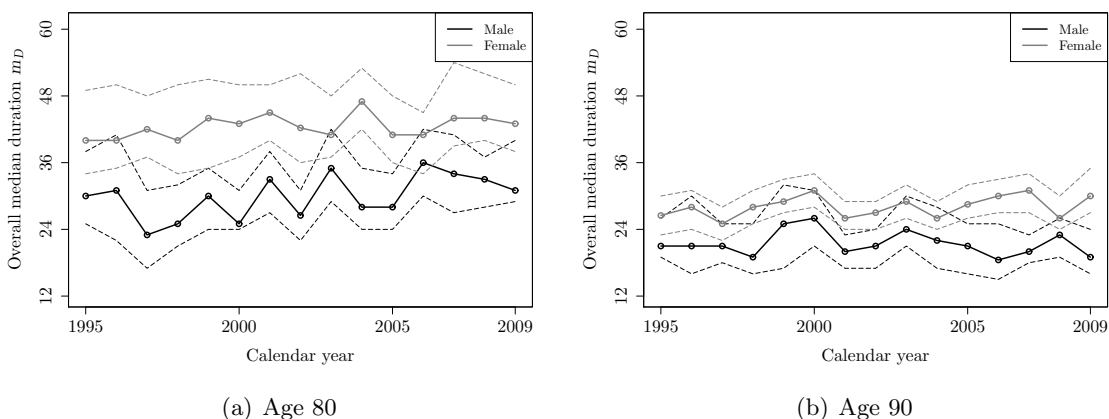 Overall median duration m_D
60
48
36
24
12
Male
Female
1995
2000
2005
2009
Calendar year
(a) Age 80
Overall median duration m_D
60
48
36
24
12
Male
Female
1995
2000
2005
2009
Calendar year
(b) Age 90